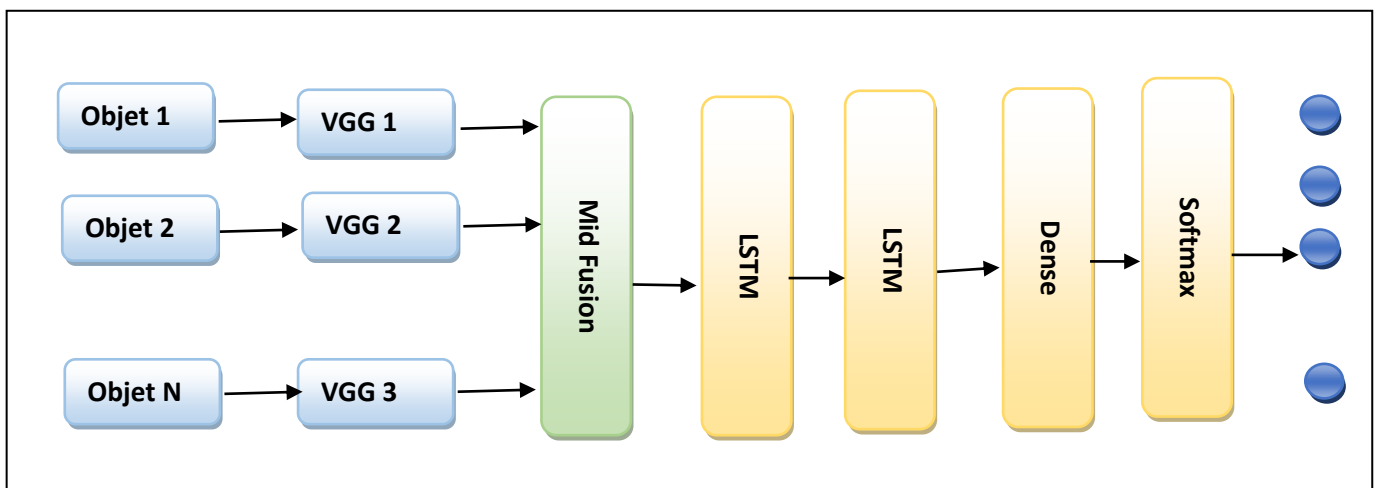 Objet 1
VGG 1
Objet 2
VGG 2
Objet N
VGG 3
Mid Fusion
LSTM
LSTM
Dense
Softmax